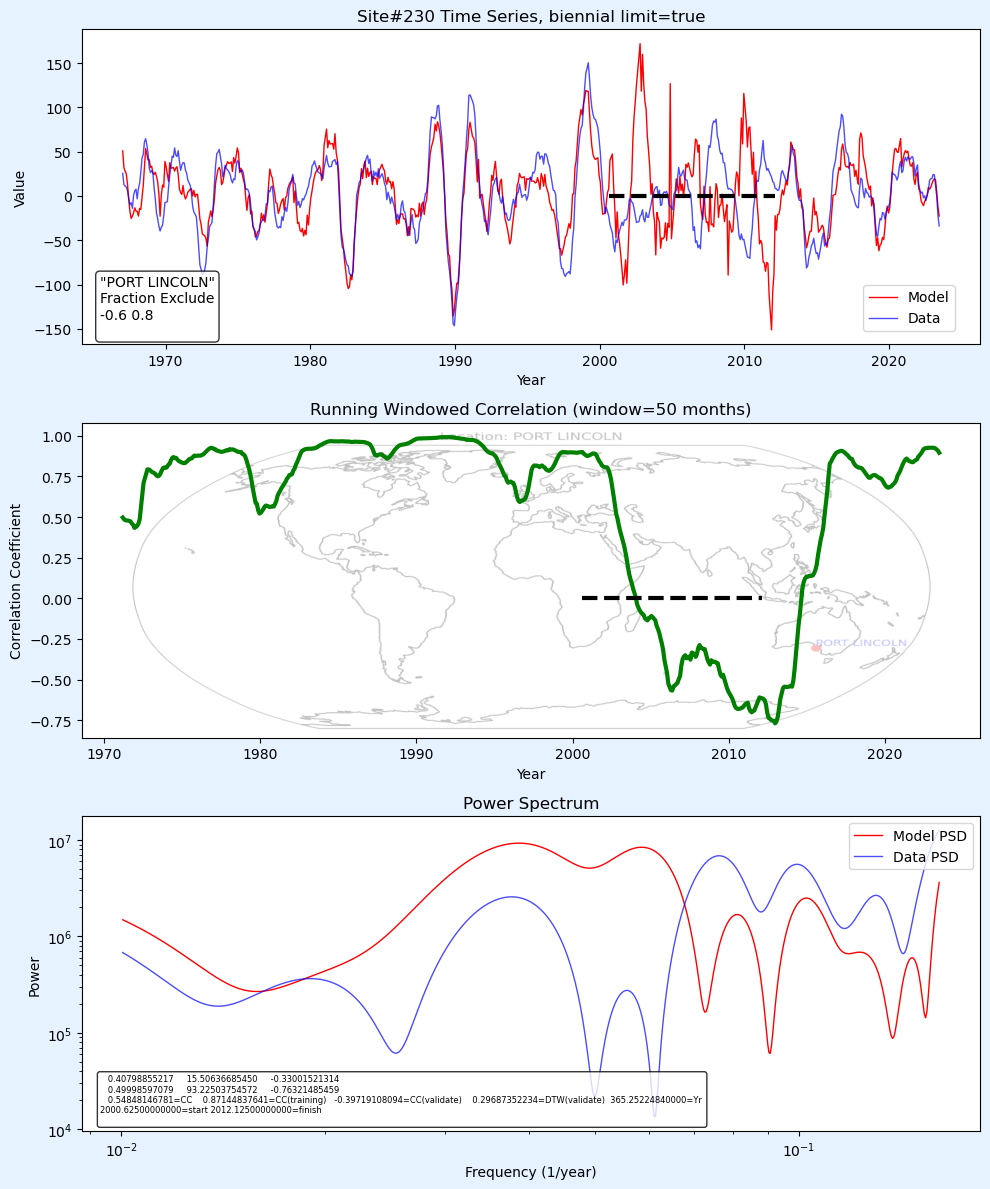 Site#230 Time Series, biennial limit=true
Value
150
100
50
0
−50
−100
−150
"PORT LINCOLN"
Fraction Exclude
-0.6 0.8
Model
Data
1970
1980
1990
2000
2010
2020
Year
Running Windowed Correlation (window=50 months)
Correlation Coefficient
1.00
0.75
0.50
0.25
0.00
−0.25
−0.50
−0.75
Location: PORT LINCOLN
PORT LINCOLN
1970
1980
1990
2000
2010
2020
Year
Power Spectrum
Power
10^7
10^6
10^5
10^4
Model PSD
Data PSD
0.40798855217 15.50636685450 -0.33001521314
0.49998597079 93.22503754572 -0.76321485459
0.54848146781=CC 0.87144837641=CC(training) -0.39719108094=CC(validate) 0.29687352234=DTW(validate) 365.25224840000=Yr
2000.62500000000=start 2012.12500000000=finish
10^−2
10^−1
Frequency (1/year)